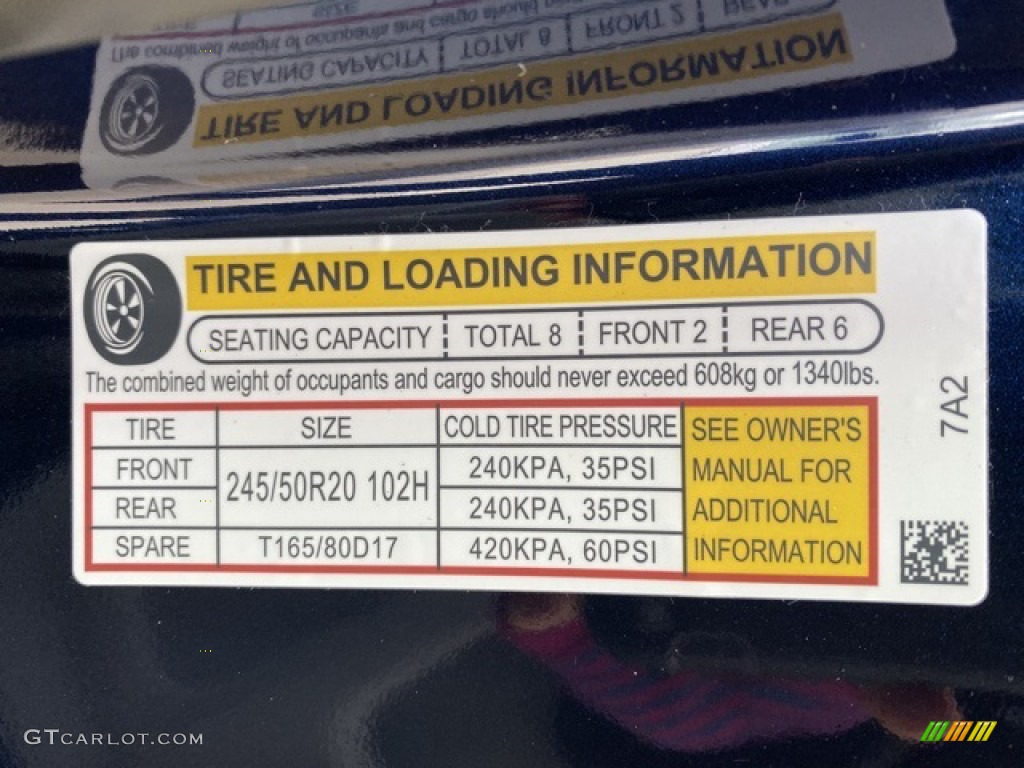 TIRE AND LOADING INFORMATION
SEATING CAPACITY TOTAL 8 FRONT 2 REAR 6
The combined weight of occupants and cargo should never exceed 608kg or 1340lbs.
TIRE SIZE COLD TIRE PRESSURE SEE OWNER'S
FRONT 245/50R20 102H 240KPA, 35PSI MANUAL FOR
REAR 240KPA, 35PSI ADDITIONAL
SPARE T165/80D17 420KPA, 60PSI INFORMATION
7A2
GTCARLOT.COM